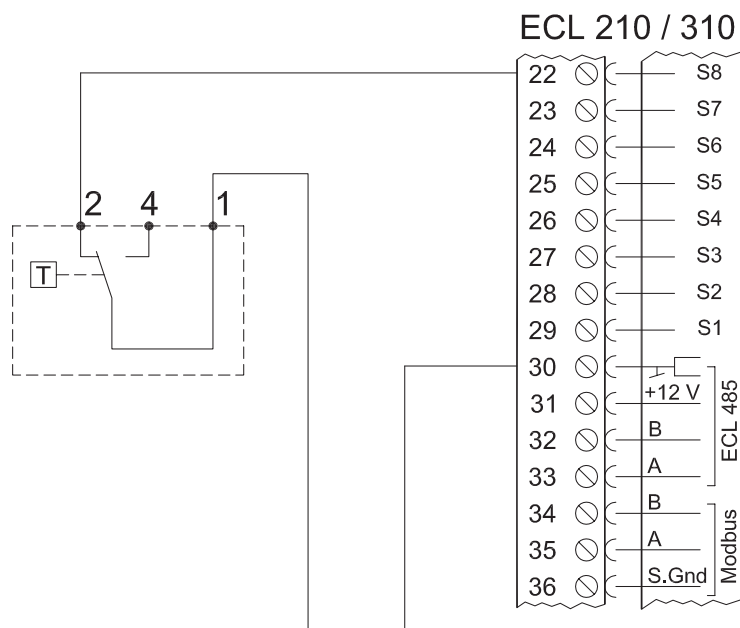 ECL 210 / 310
22 S8
23 S7
24 S6
25 S5
26 S4
27 S3
28 S2
29 S1
30
31 +12 V
32 B
33 A
ECL 485
34 B
35 A
36 S.Gnd
Modbus
2 4 1
T